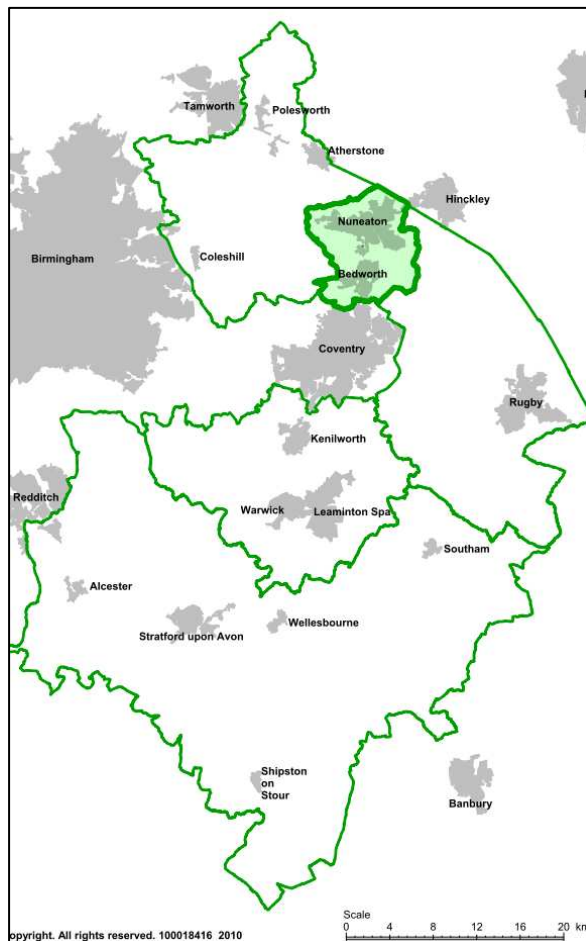 Tamworth
Polesworth
Atherstone
Hinckley
Nuneaton
Birmingham
Coleshill
Bedworth
Coventry
Rugby
Kenilworth
Redditch
Warwick
Leaminton Spa
Southam
Alcester
Wellesbourne
Stratford upon Avon
Shipston
on
Stour
Banbury
Scale
0 4 8 12 16 20 km
opyright. All rights reserved. 100018416 2010